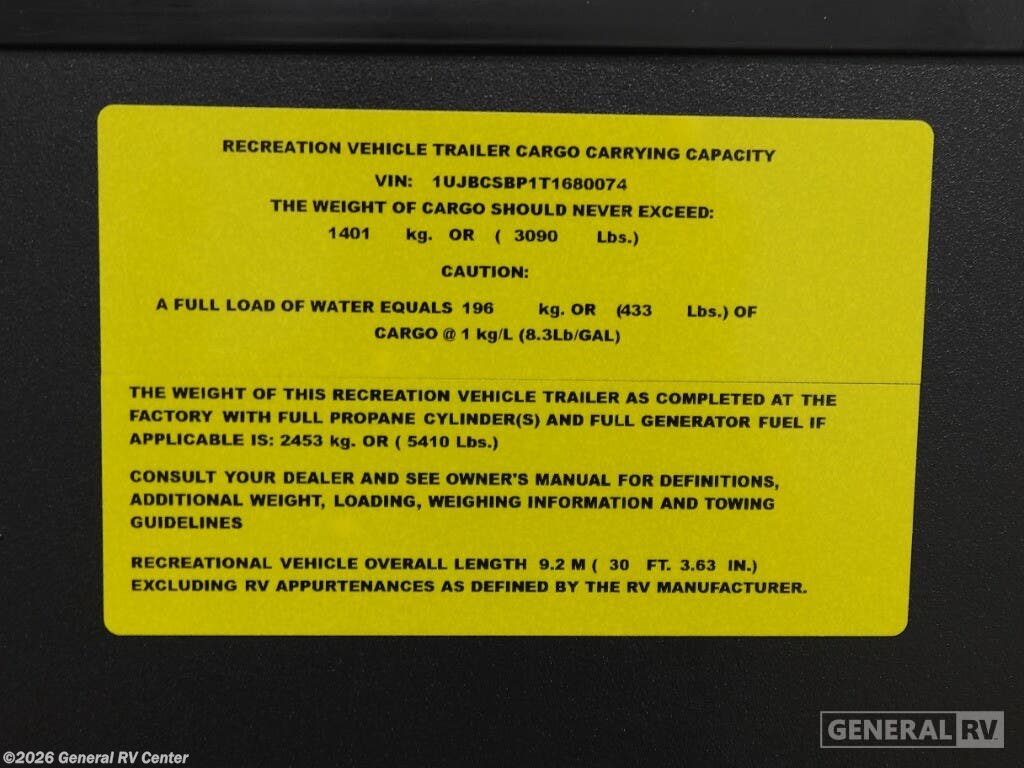 RECREATION VEHICLE TRAILER CARGO CARRYING CAPACITY
VIN: 1UJBCSBP1T1680074
THE WEIGHT OF CARGO SHOULD NEVER EXCEED:
1401 kg. OR ( 3090 Lbs.)
CAUTION:
A FULL LOAD OF WATER EQUALS 196 kg. OR (433 Lbs.) OF
CARGO @ 1 kg/L (8.3Lb/GAL)
THE WEIGHT OF THIS RECREATION VEHICLE TRAILER AS COMPLETED AT THE
FACTORY WITH FULL PROPANE CYLINDER(S) AND FULL GENERATOR FUEL IF
APPLICABLE IS: 2453 kg. OR ( 5410 Lbs.)
CONSULT YOUR DEALER AND SEE OWNER'S MANUAL FOR DEFINITIONS,
ADDITIONAL WEIGHT, LOADING, WEIGHING INFORMATION AND TOWING
GUIDELINES
RECREATIONAL VEHICLE OVERALL LENGTH 9.2 M ( 30 FT. 3.63 IN.)
EXCLUDING RV APPURTENANCES AS DEFINED BY THE RV MANUFACTURER.
GENERAL RV
©2026 General RV Center